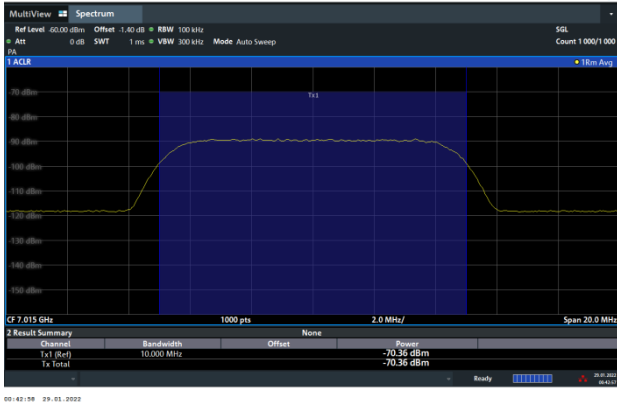 MultiView Spectrum
Ref Level -60.00 dBm Offset -1.40 dB RBW 100 kHz SGL
Att 0 dB SWT 1 ms VBW 300 kHz Mode Auto Sweep Count 1 000/1 000
PA
1 ACLR 1Rm Avg
Tx1
-70 dBm
-80 dBm
-90 dBm
-100 dBm
-110 dBm
-120 dBm
-130 dBm
-140 dBm
-150 dBm
CF 7.015 GHz 1000 pts 2.0 MHz/ Span 20.0 MHz
2 Result Summary None
Channel Bandwidth Offset Power
Tx1 (Ref) 10.000 MHz -70.36 dBm
Tx Total -70.36 dBm
Ready 29.01.2022
00:42:57
00:42:58 29.01.2022